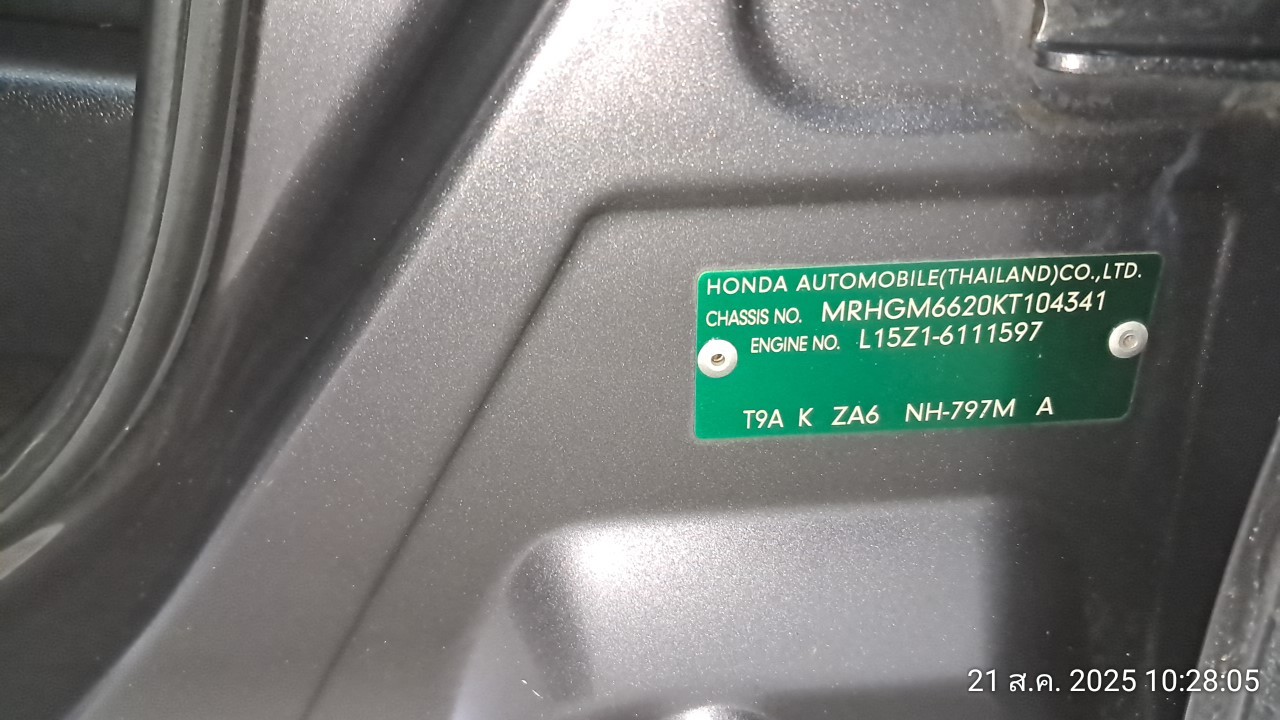 HONDA AUTOMOBILE(THAILAND)CO.,LTD.
CHASSIS NO. MRHGM6620KT104341
ENGINE NO. L15Z1-6111597
T9A K ZA6 NH-797M A
21 ส.ค. 2025 10:28:05